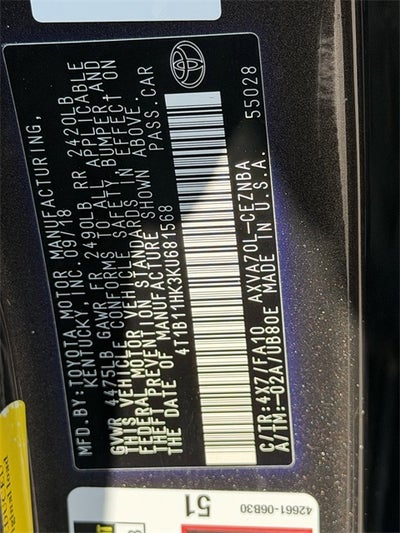 MFD.BY: TOYOTA MOTOR MANUFACTURING,
KENTUCKY, INC. 09/18
GVWR 4475LB GAWR FR 2490LB RR 2420LB
THIS VEHICLE CONFORMS TO ALL APPLICABLE
FEDERAL MOTOR VEHICLE SAFETY, BUMPER AND
THEFT PREVENTION STANDARDS IN EFFECT ON
THE DATE OF MANUFACTURE SHOWN ABOVE.
4T1B11HK3KU681568 PASS.CAR
C/TR: 4X7/FA10 AXVA70L-CEZNBA 55028
A/TM: -02A/UB80E MADE IN U.S.A.
51
42661-06B30